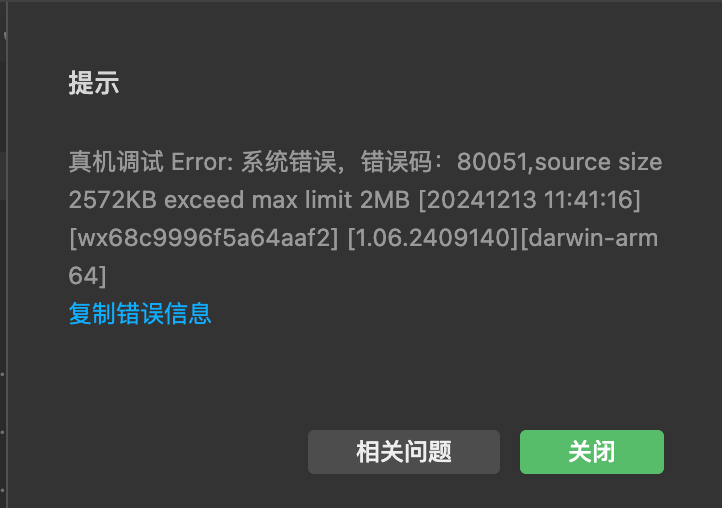 提示
真机调试 Error: 系统错误，错误码：80051,source size
2572KB exceed max limit 2MB [20241213 11:41:16]
[wx68c9996f5a64aaf2] [1.06.2409140][darwin-arm
64]
复制错误信息
相关问题
关闭